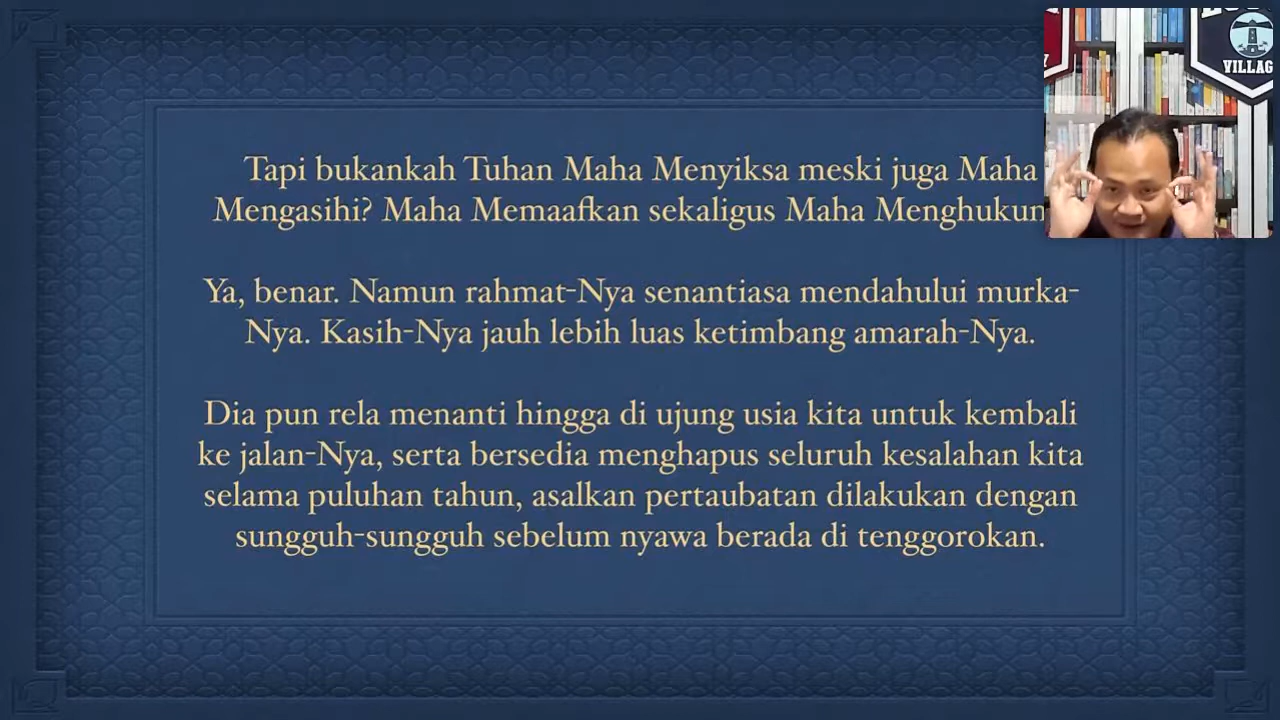 Tapi bukankah Tuhan Maha Menyiksa meski juga Maha
Mengasihi? Maha Memaafkan sekaligus Maha
Ya, benar. Namun rahmat-Nya senantiasa mendahului murka-
Nya. Kasih-Nya jauh lebih luas ketimbang amarah-Nya.
Dia pun rela menanti hingga di ujung usia kita untuk kembali
ke jalan-Nya, serta bersedia menghapus seluruh kesalahan kita
selama puluhan tahun, asalkan pertaubatan dilakukan dengan
sungguh-sungguh sebelum nyawa berada di tenggorokan.
VILLAG